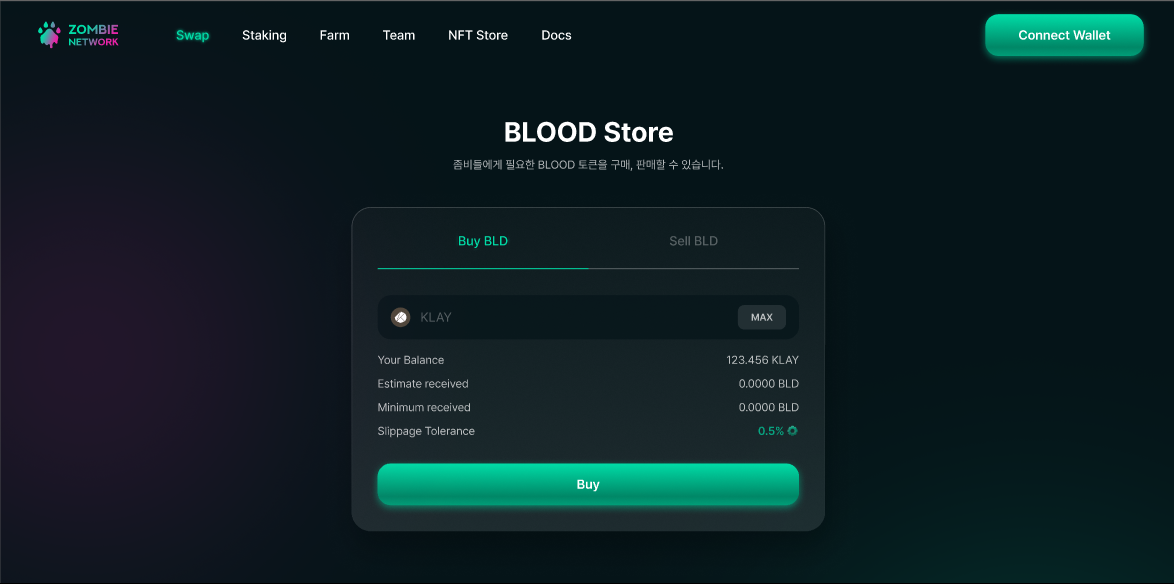 ZOMBIE
NETWORK
Swap Staking Farm Team NFT Store Docs Connect Wallet
BLOOD Store
좀비들에게 필요한 BLOOD 토큰을 구매, 판매할 수 있습니다.
Buy BLD Sell BLD
KLAY MAX
Your Balance 123.456 KLAY
Estimate received 0.0000 BLD
Minimum received 0.0000 BLD
Slippage Tolerance 0.5%
Buy